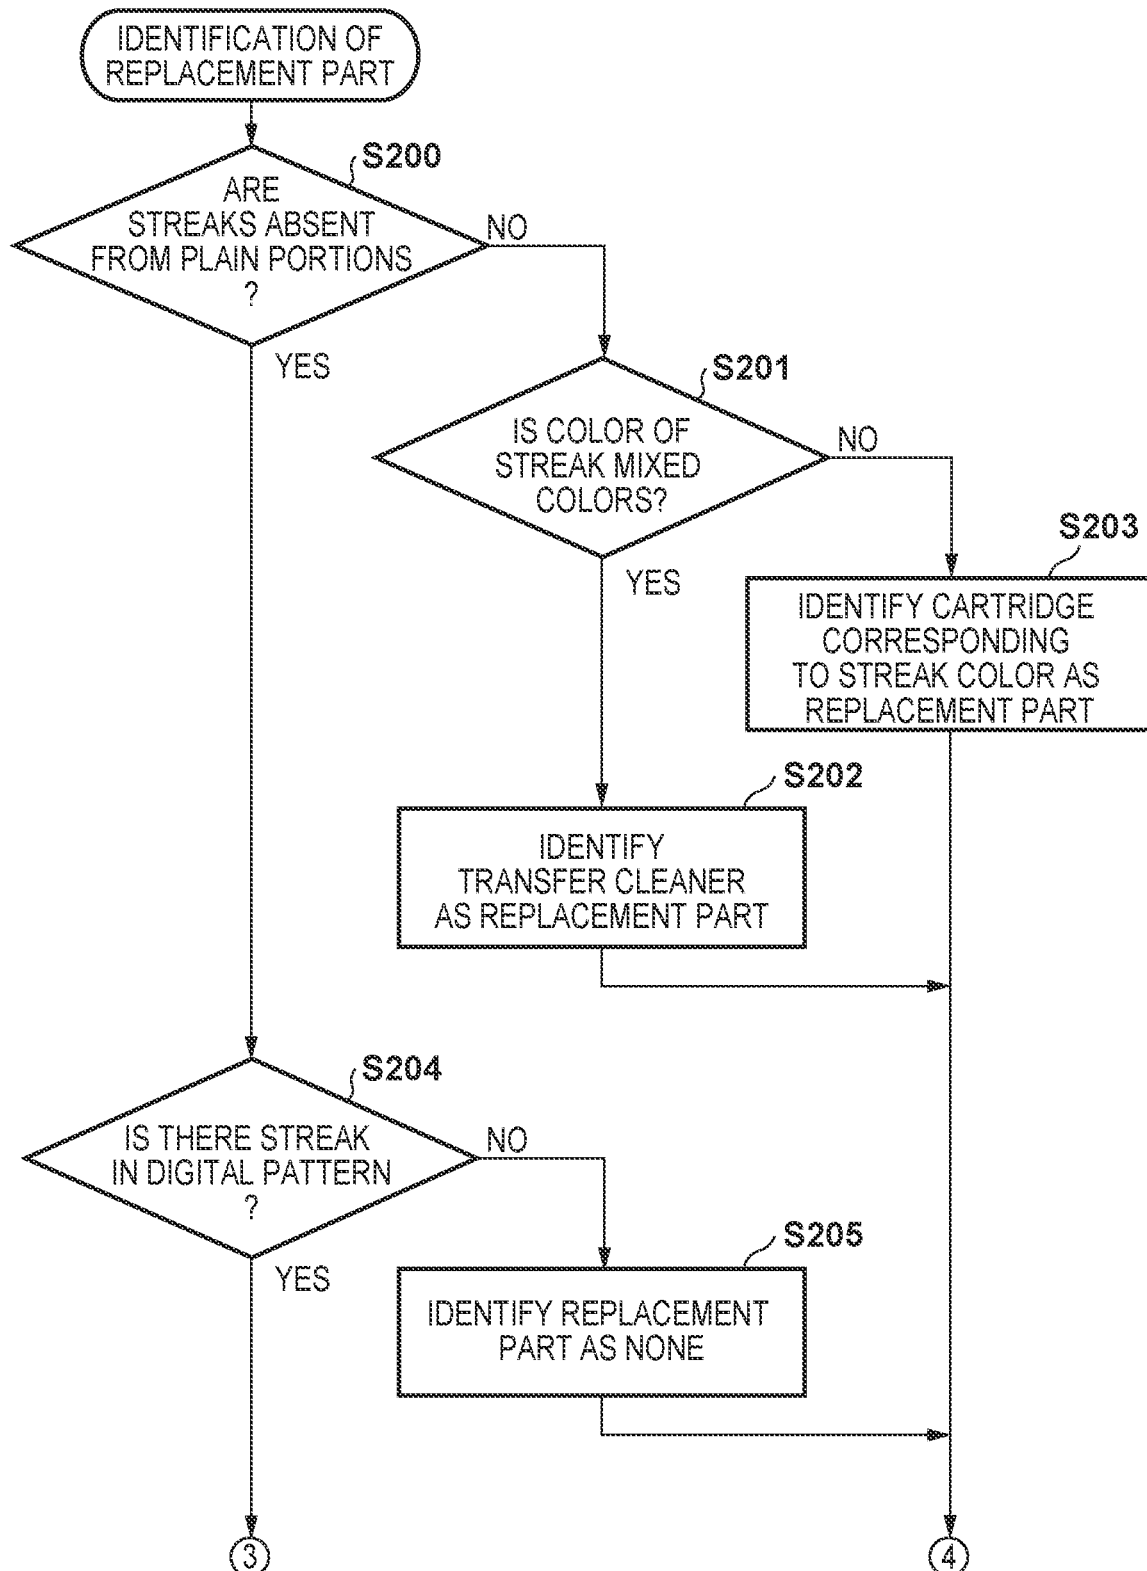 IDENTIFICATION OF
REPLACEMENT PART
S200
ARE
STREAKS ABSENT
FROM PLAIN PORTIONS
?
NO
YES
S201
IS COLOR OF
STREAK MIXED
COLORS?
NO
YES
S203
IDENTIFY CARTRIDGE
CORRESPONDING
TO STREAK COLOR AS
REPLACEMENT PART
S202
IDENTIFY
TRANSFER CLEANER
AS REPLACEMENT PART
S204
IS THERE STREAK
IN DIGITAL PATTERN
?
NO
YES
S205
IDENTIFY REPLACEMENT
PART AS NONE
3
4